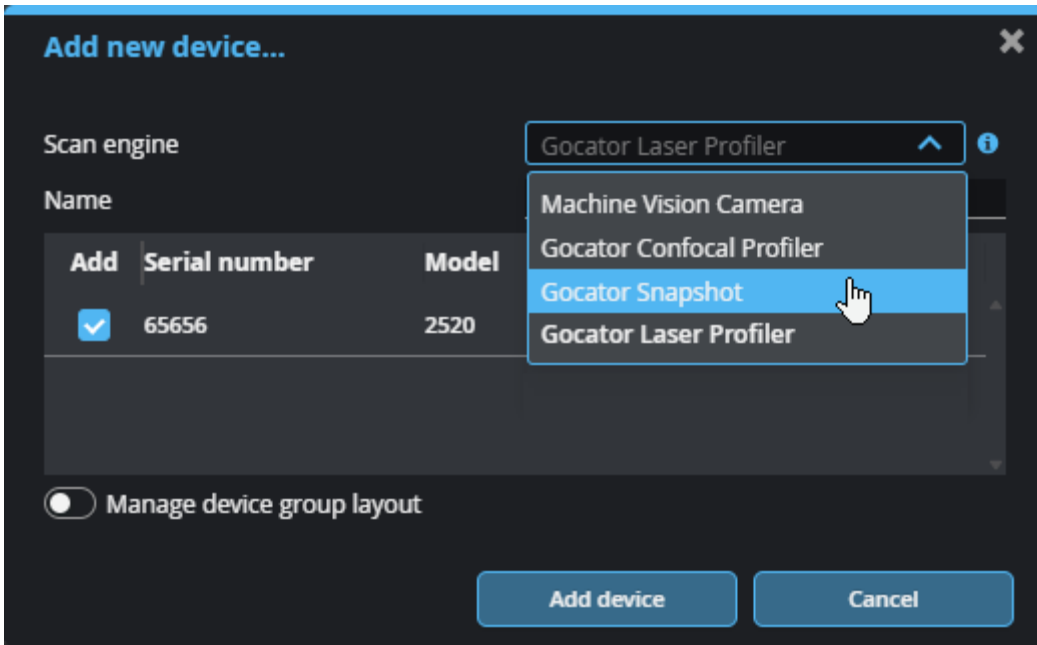 Add new device...
Scan engine
Gocator Laser Profiler
Name
Machine Vision Camera
Gocator Confocal Profiler
Gocator Snapshot
Gocator Laser Profiler
Add Serial number Model
65656 2520
Manage device group layout
Add device Cancel